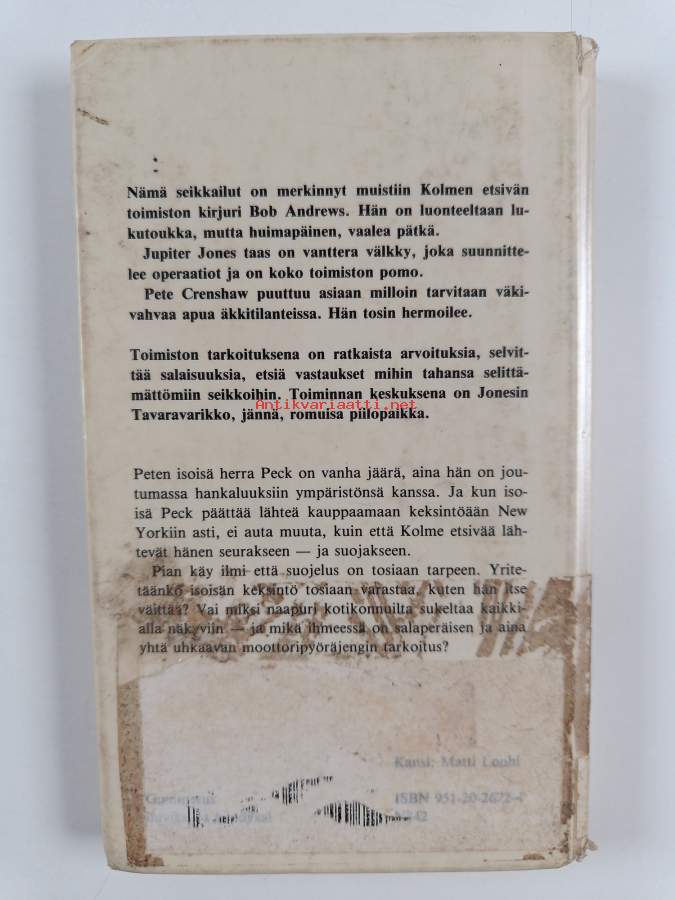 Nämä seikkailut on merkinnyt muistiin Kolmen etsivän
toimiston kirjuri Bob Andrews. Hän on luonteeltaan lu-
kutoukka, mutta huimapäinen, vaalea pätkä.
Jupiter Jones taas on vanttera välkky, joka suunnitte-
lee operaatiot ja on koko toimiston pomo.
Pete Crenshaw puuttuu asiaan milloin tarvitaan väki-
vahvaa apua äkkitilanteissa. Hän tosin hermoilee.
Toimiston tarkoituksena on ratkaista arvoituksia, selvit-
tää salaisuuksia, etsiä vastaukset mihin tahansa selittä-
mättömiin seikkoihin. Toiminnan keskuksena on Jonesin
Antikvariaatti.net
Tavaravarikko, jännä, romuisa piilopaikka.
Peten isoisä herra Peck on vanha jäärä, aina hän on jou-
tumassa hankaluuksiin ympäristönsä kanssa. Ja kun iso-
isä Peck päättää lähteä kauppaamaan keksintöään New
Yorkiin asti, ei auta muuta, kuin että Kolme etsivää läh-
tevät hänen seurakseen — ja suojakseen.
Pian käy ilmi että suojelus on tosiaan tarpeen. Yrite-
täänkö isoisän keksintö tosiaan varastaa, kuten hän itse
väittää? Vai miksi naapuri kotikonnuilta sukeltaa kaikki-
alla näkyviin — ja mikä ihmeessä on salaperäisen ja aina
yhtä uhkaavan moottoripyöräjengin tarkoitus?
Kansi: Matti Louhi
ISBN 951-20-2672-